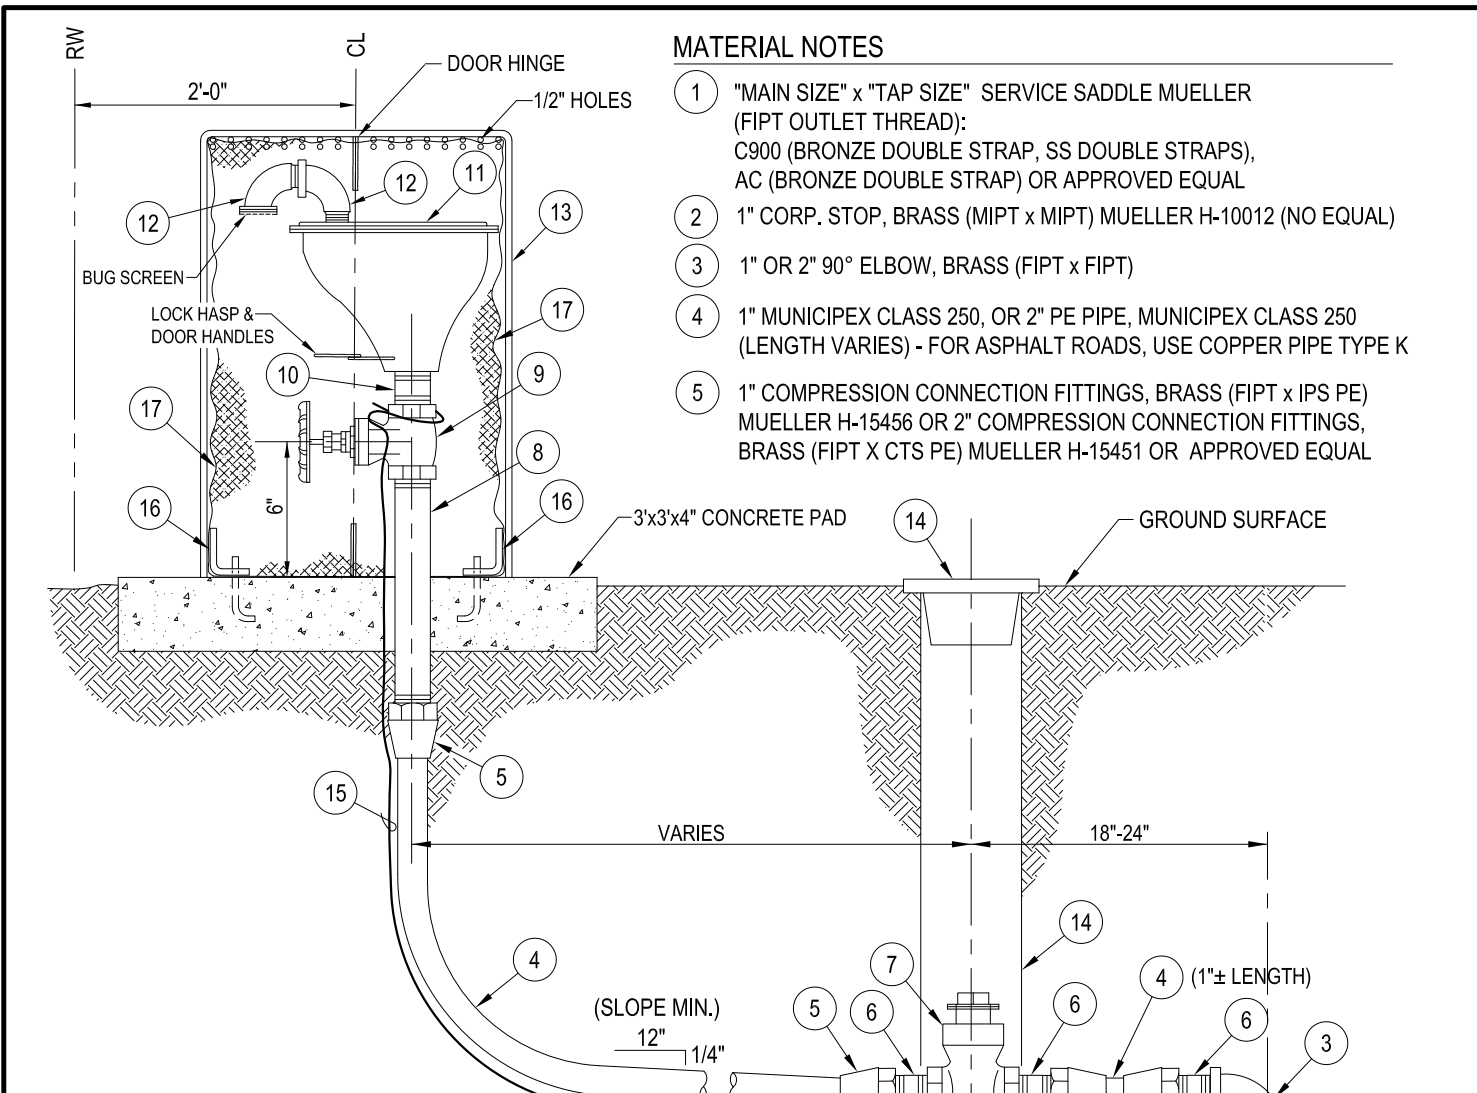 RW
CL
2'-0"
DOOR HINGE
1/2" HOLES
12
11
12
13
BUG SCREEN
LOCK HASP &
DOOR HANDLES
17
10
9
17
8
6"
16
16
3'x3'x4" CONCRETE PAD
14
GROUND SURFACE
5
15
VARIES
18"-24"
14
4
7
4
(1"± LENGTH)
(SLOPE MIN.)
12"
1/4"
5
6
6
6
3
MATERIAL NOTES
1 "MAIN SIZE" x "TAP SIZE" SERVICE SADDLE MUELLER
(FIPT OUTLET THREAD):
C900 (BRONZE DOUBLE STRAP, SS DOUBLE STRAPS),
AC (BRONZE DOUBLE STRAP) OR APPROVED EQUAL
2 1" CORP. STOP, BRASS (MIPT x MIPT) MUELLER H-10012 (NO EQUAL)
3 1" OR 2" 90° ELBOW, BRASS (FIPT x FIPT)
4 1" MUNICIPEX CLASS 250, OR 2" PE PIPE, MUNICIPEX CLASS 250
(LENGTH VARIES) - FOR ASPHALT ROADS, USE COPPER PIPE TYPE K
5 1" COMPRESSION CONNECTION FITTINGS, BRASS (FIPT x IPS PE)
MUELLER H-15456 OR 2" COMPRESSION CONNECTION FITTINGS,
BRASS (FIPT X CTS PE) MUELLER H-15451 OR APPROVED EQUAL